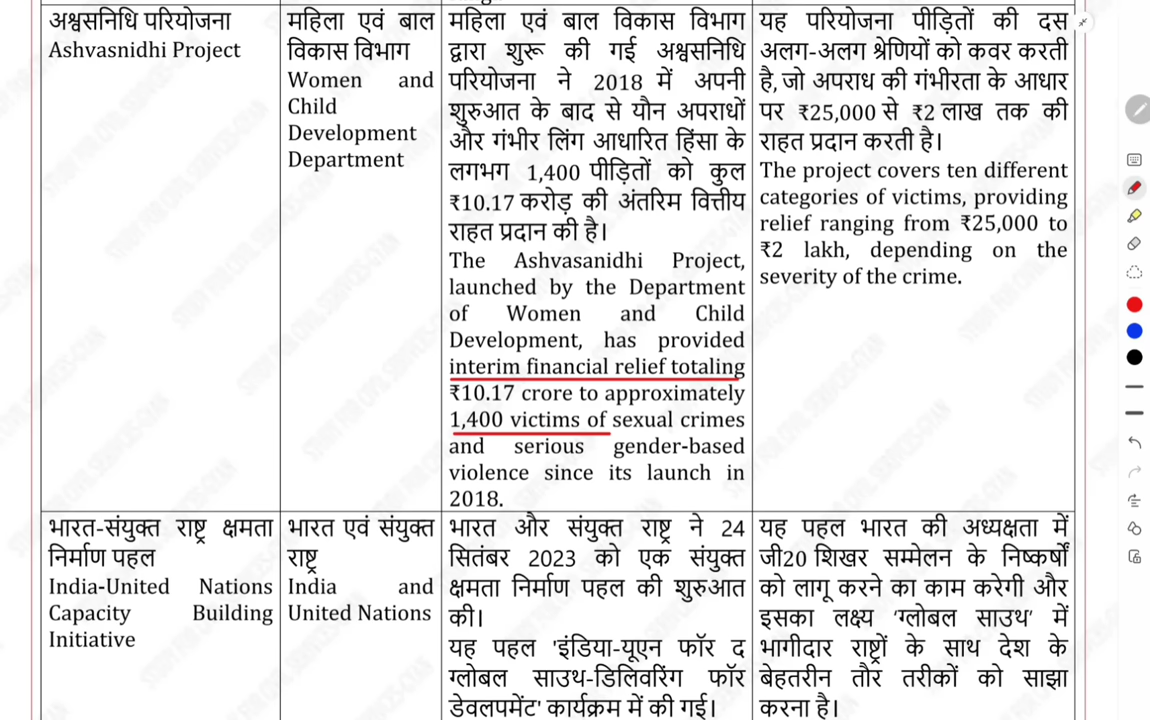 अश्वसनिधि परियोजना
Ashvasnidhi Project
महिला एवं बाल
विकास विभाग
Women and
Child
Development
Department
महिला एवं बाल विकास विभाग
द्वारा शुरू की गई अश्वसनिधि
परियोजना ने 2018 में अपनी
शुरुआत के बाद से यौन अपराधों
और गंभीर लिंग आधारित हिंसा के
लगभग 1,400 पीड़ितों को कुल
₹10.17 करोड़ की अंतरिम वित्तीय
राहत प्रदान की है।
The Ashvasanidhi Project,
launched by the Department
of Women and Child
Development, has provided
interim financial relief totaling
₹10.17 crore to approximately
1,400 victims of sexual crimes
and serious gender-based
violence since its launch in
2018.
यह परियोजना पीड़ितों की दस
अलग-अलग श्रेणियों को कवर करती
है, जो अपराध की गंभीरता के आधार
पर ₹25,000 से ₹2 लाख तक की
राहत प्रदान करती है।
The project covers ten different
categories of victims, providing
relief ranging from ₹25,000 to
₹2 lakh, depending on the
severity of the crime.
भारत-संयुक्त राष्ट्र क्षमता
निर्माण पहल
India-United Nations
Capacity Building
Initiative
भारत एवं संयुक्त
राष्ट्र
India and
United Nations
भारत और संयुक्त राष्ट्र ने 24
सितंबर 2023 को एक संयुक्त
क्षमता निर्माण पहल की शुरुआत
की।
यह पहल 'इंडिया-यूएन फॉर द
ग्लोबल साउथ-डिलिवरिंग फॉर
डेवलपमेंट' कार्यक्रम में की गई।
यह पहल भारत की अध्यक्षता में
जी20 शिखर सम्मेलन के निष्कर्षों
को लागू करने का काम करेगी और
इसका लक्ष्य 'ग्लोबल साउथ' में
भागीदार राष्ट्रों के साथ देश के
बेहतरीन तौर तरीकों को साझा
करना है।